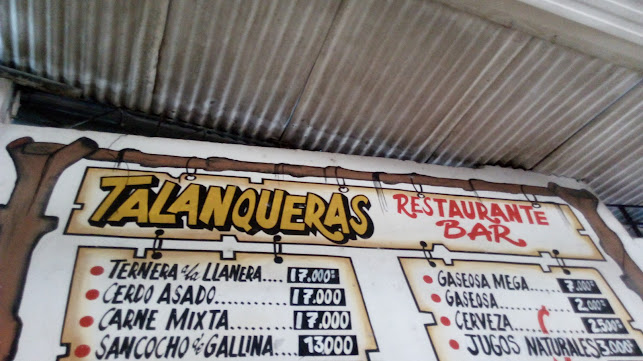 TALANQUERAS
RESTAURANTE
BAR
TERNERA a/la LLANERA.... 17.000=
CERDO ASADO............ 17.000
CARNE MIXTA........... 17.000
SANCOCHO d/. GALLINA... 13000
GASEOSA MEGA.... 7.000=
GASEOSA............ 2.000=
CERVEZA........... 2.500=
JUGOS NATURALES 3.000